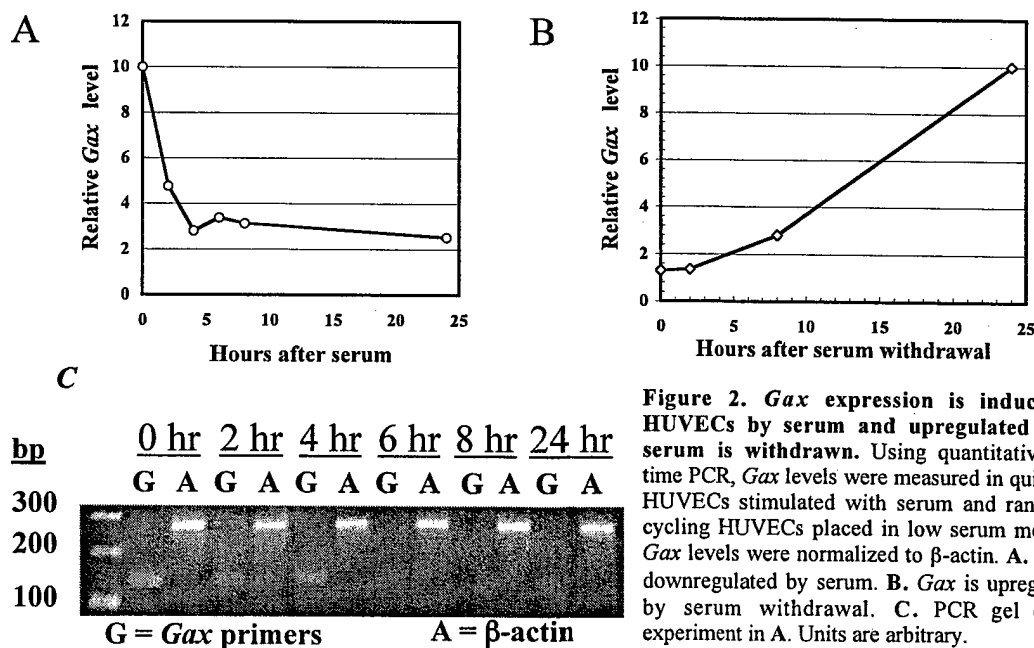 A
12
10
8
6
4
2
0
Relative Gax level
0 5 10 15 20 25
Hours after serum
B
12
10
8
6
4
2
0
Relative Gax level
0 5 10 15 20 25
Hours after serum withdrawal
C
bp
300
200
100
0 hr 2 hr 4 hr 6 hr 8 hr 24 hr
G A G A G A G A G A G A
G = Gax primers A = β-actin
Figure 2. Gax expression is induc
HUVECs by serum and upregulated
serum is withdrawn. Using quantitativ
time PCR, Gax levels were measured in qui
HUVECs stimulated with serum and ran
cycling HUVECs placed in low serum me
Gax levels were normalized to β-actin. A.
downregulated by serum. B. Gax is upreg
by serum withdrawal. C. PCR gel
experiment in A. Units are arbitrary.